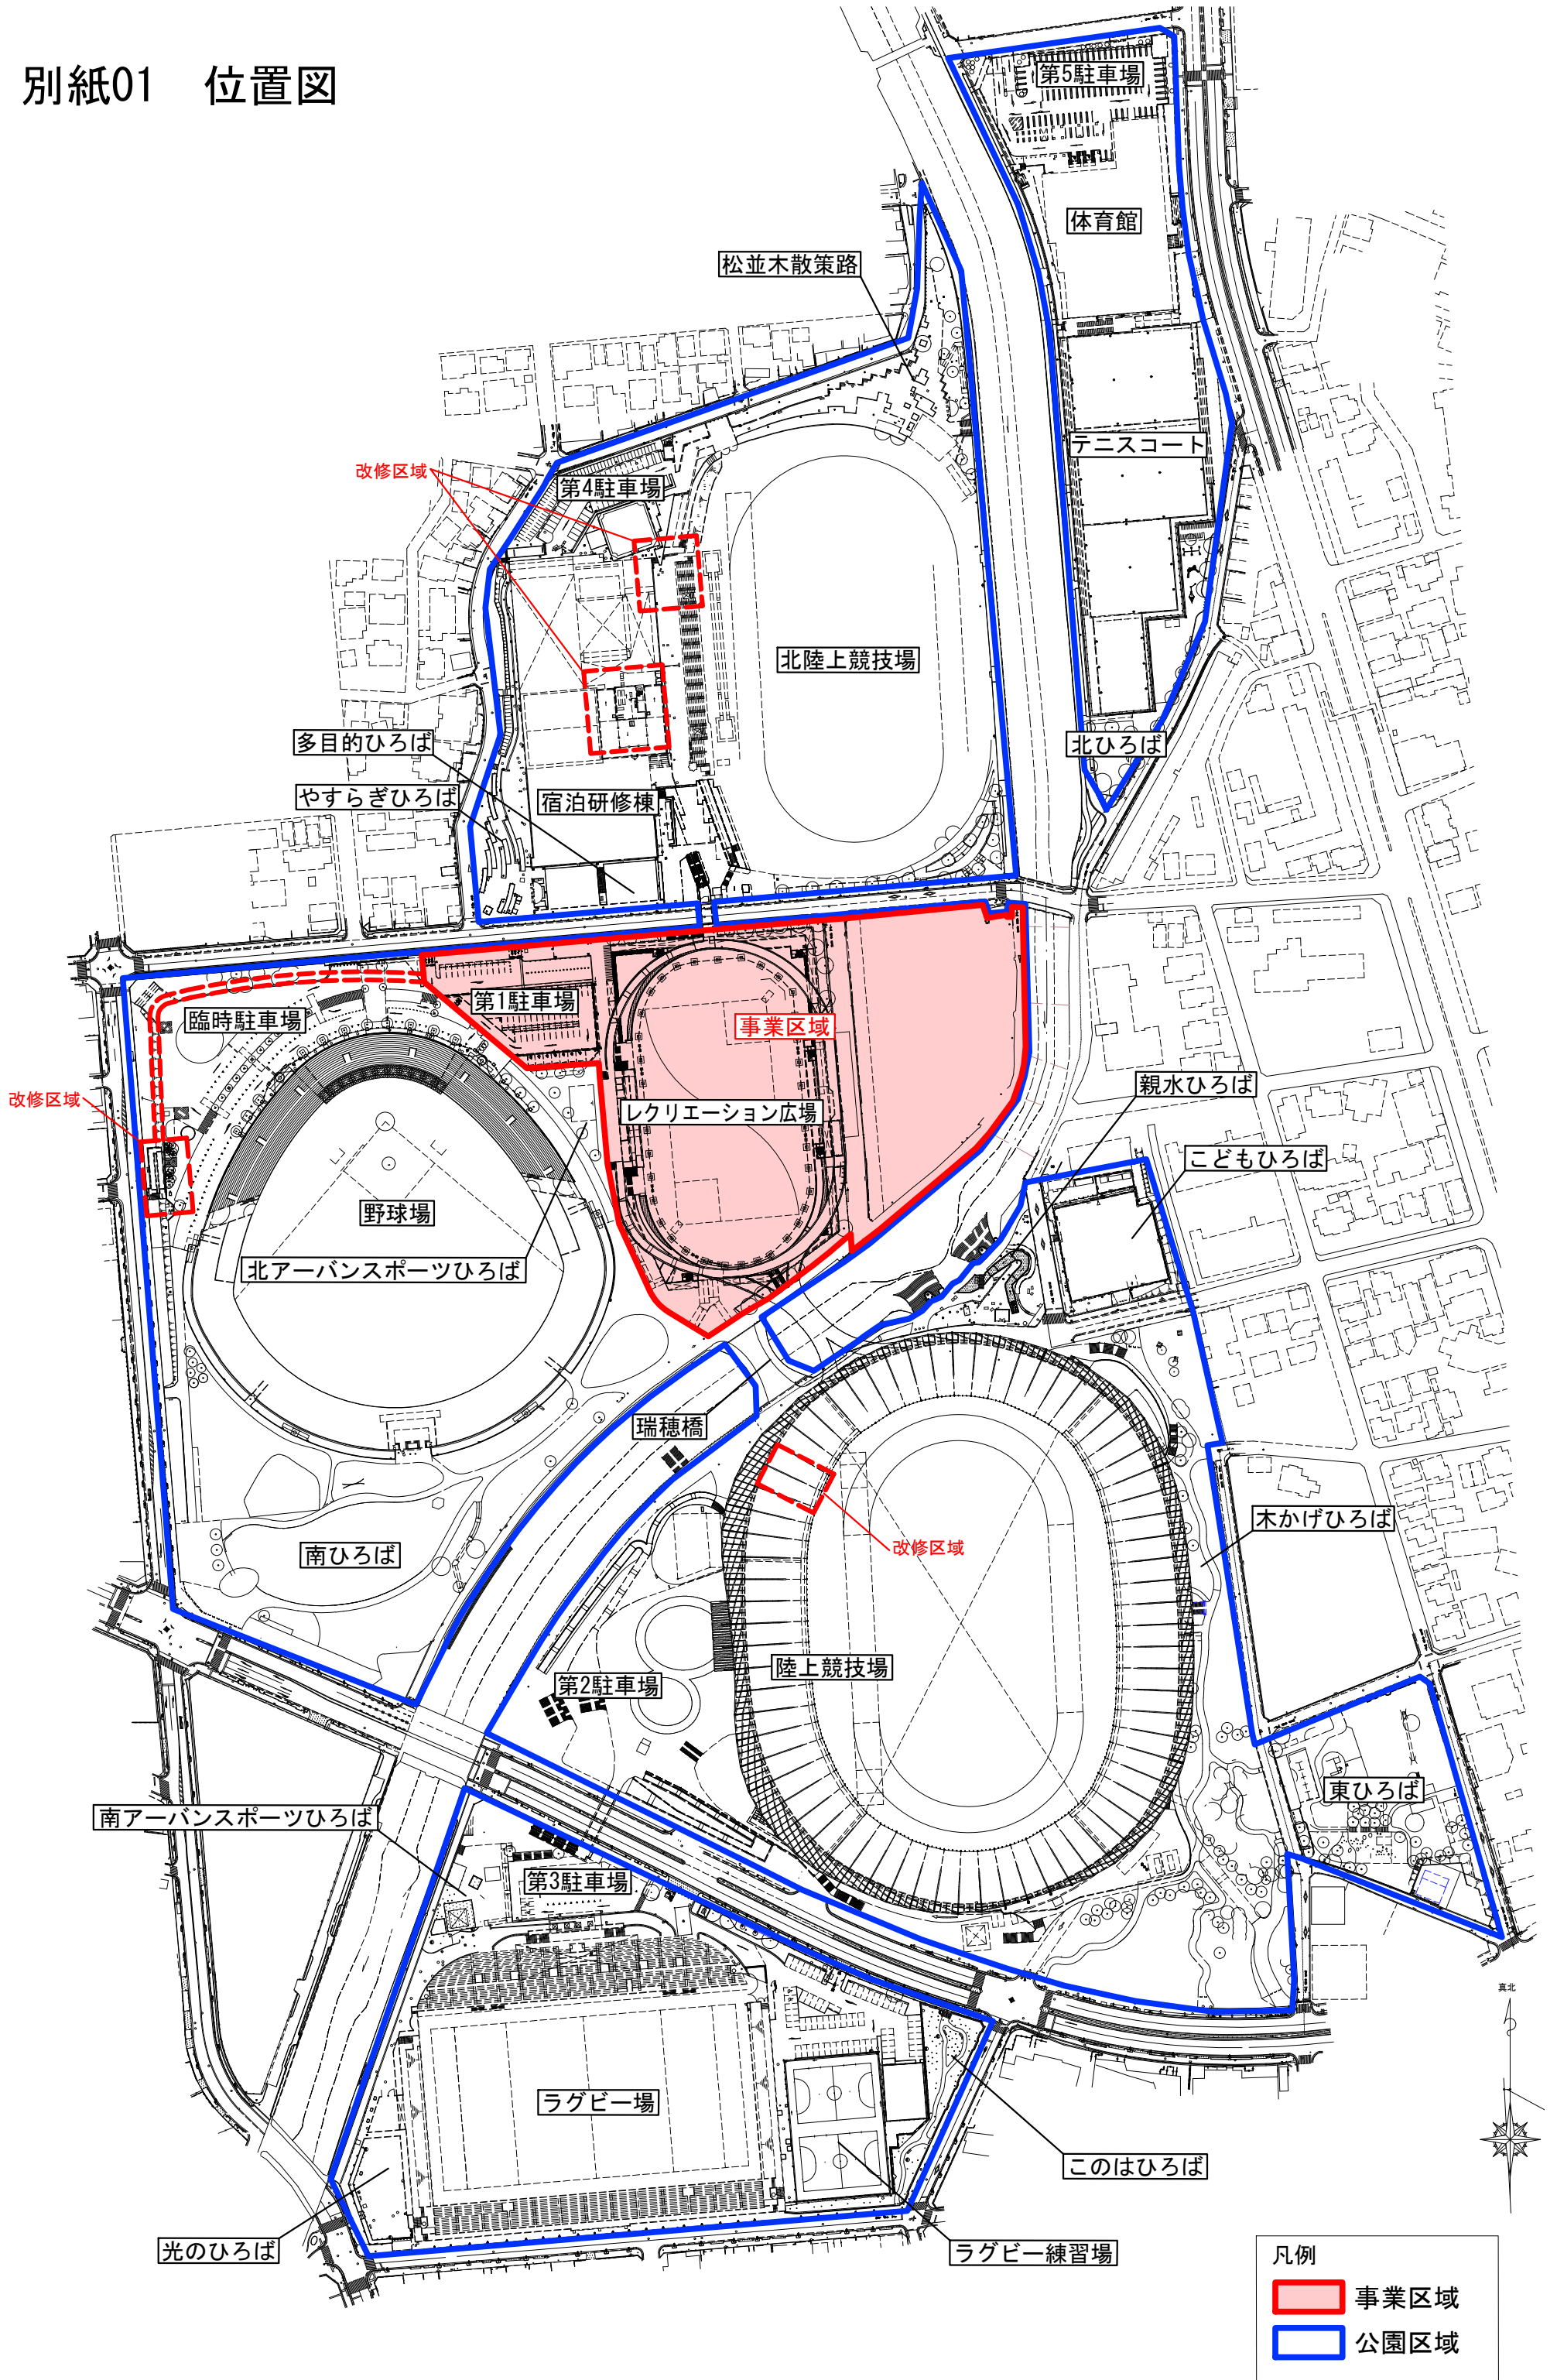 別紙01　位置図
第5駐車場
体育館
松並木散策路
テニスコート
改修区域
第4駐車場
北陸上競技場
多目的ひろば
北ひろば
やすらぎひろば
宿泊研修棟
第1駐車場
臨時駐車場
事業区域
改修区域
親水ひろば
レクリエーション広場
こどもひろば
野球場
北アーバンスポーツひろば
瑞穂橋
木かげひろば
改修区域
南ひろば
陸上競技場
第2駐車場
東ひろば
南アーバンスポーツひろば
第3駐車場
真北
ラグビー場
このはひろば
光のひろば
ラグビー練習場
凡例
事業区域
公園区域